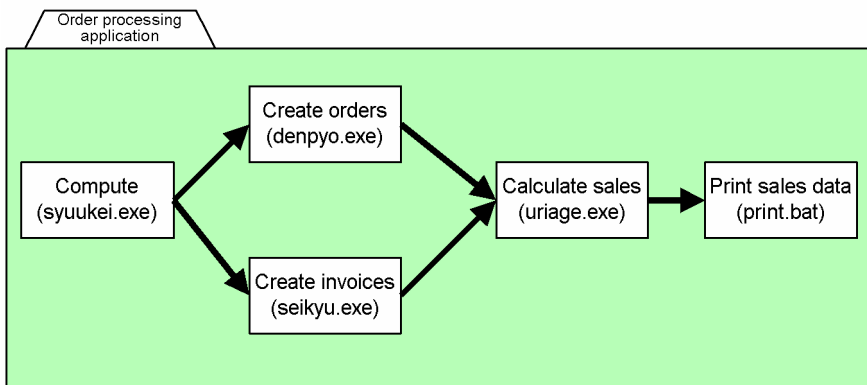 Order processing
application
Compute
(syuukei.exe)
Create orders
(denpyo.exe)
Create invoices
(seikyu.exe)
Calculate sales
(uriage.exe)
Print sales data
(print.bat)